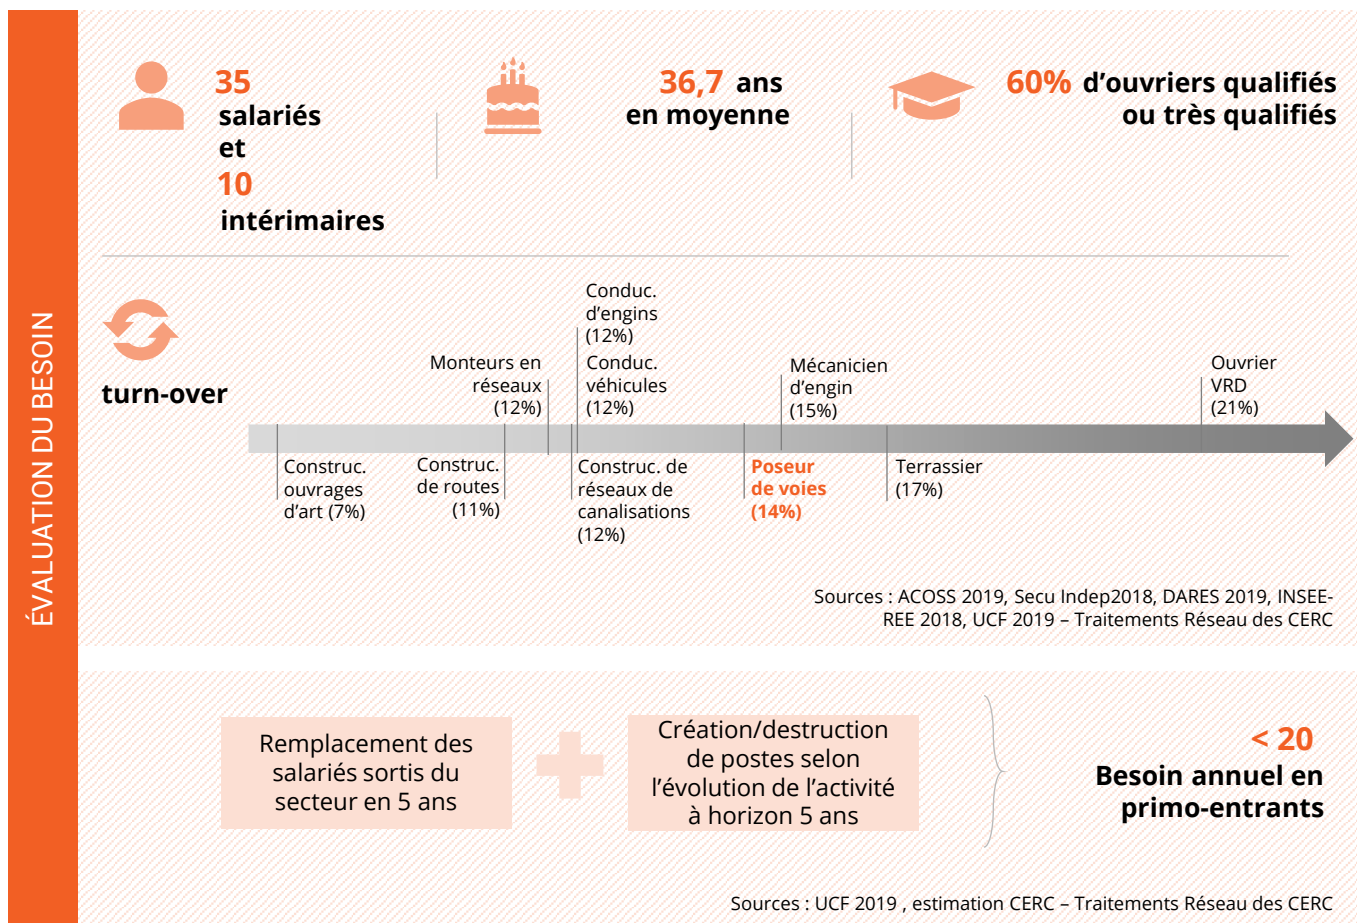 ÉVALUATION DU BESOIN
35
salariés
et
10
intérimaires
36,7 ans
en moyenne
60% d’ouvriers qualifiés
ou très qualifiés
turn-over
Conduc.
d’engins
(12%)
Monteurs en
réseaux
(12%)
Conduc.
véhicules
(12%)
Mécanicien
d’engin
(15%)
Ouvrier
VRD
(21%)
Construc.
ouvrages
d’art (7%)
Construc.
de routes
(11%)
Construc. de
réseaux de
canalisations
(12%)
Poseur
de voies
(14%)
Terrassier
(17%)
Sources : ACOSS 2019, Secu Indep2018, DARES 2019, INSEE-
REE 2018, UCF 2019 – Traitements Réseau des CERC
Remplacement des
salariés sortis du
secteur en 5 ans
Création/destruction
de postes selon
l’évolution de l’activité
à horizon 5 ans
< 20
Besoin annuel en
primo-entrants
Sources : UCF 2019 , estimation CERC – Traitements Réseau des CERC